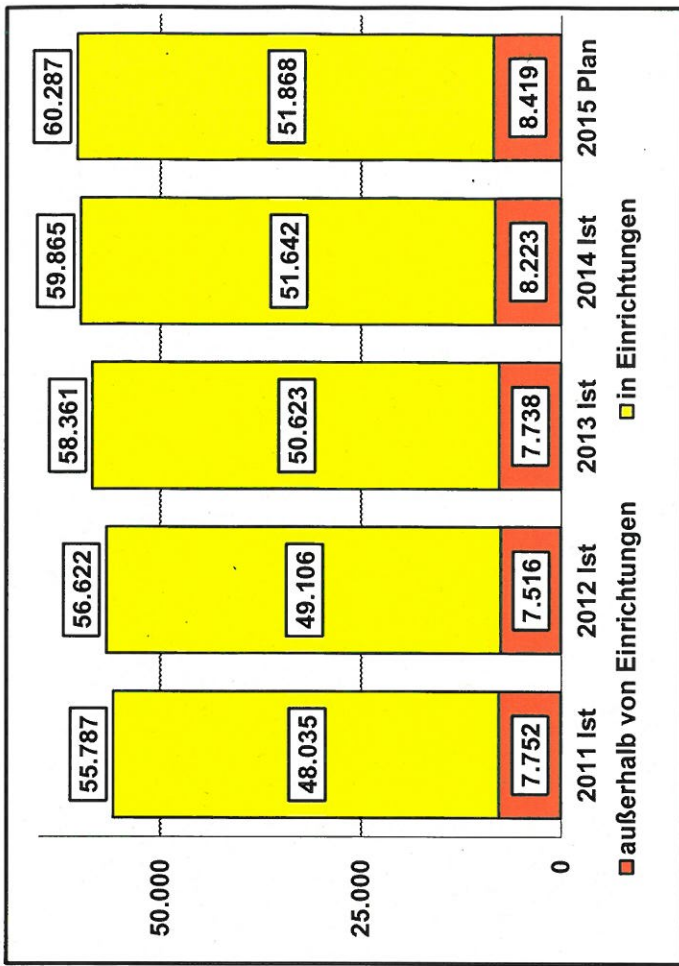 55.787 56.622 58.361 59.865 60.287
50.000
48.035 49.106 50.623 51.642 51.868
25.000
7.752 7.516 7.738 8.223 8.419
0
2011 Ist 2012 Ist 2013 Ist 2014 Ist 2015 Plan
außerhalb von Einrichtungen in Einrichtungen